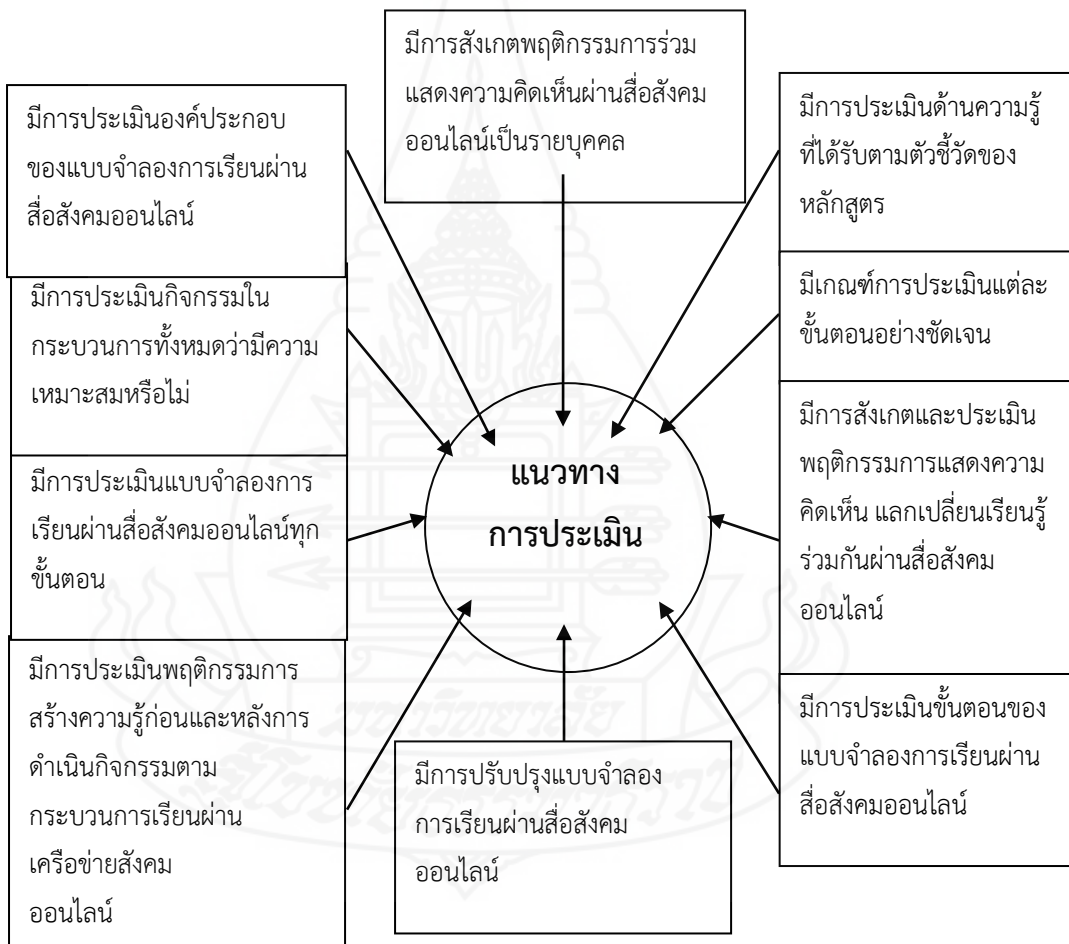 มีการสังเกตพฤติกรรมการร่วม
แสดงความคิดเห็นผ่านสื่อสังคม
ออนไลน์เป็นรายบุคคล
มีการประเมินองค์ประกอบ
ของแบบจำลองการเรียนผ่าน
สื่อสังคมออนไลน์
มีการประเมินกิจกรรมใน
กระบวนการทั้งหมดว่ามีความ
เหมาะสมหรือไม่
มีการประเมินแบบจำลองการ
เรียนผ่านสื่อสังคมออนไลน์ทุก
ขั้นตอน
มีการประเมินพฤติกรรมการ
สร้างความรู้ก่อนและหลังการ
ดำเนินกิจกรรมตาม
กระบวนการเรียนผ่าน
เครือข่ายสังคม
ออนไลน์
แนวทาง
การประเมิน
มีการปรับปรุงแบบจำลอง
การเรียนผ่านสื่อสังคม
ออนไลน์
มีการประเมินด้านความรู้
ที่ได้รับตามตัวชี้วัดของ
หลักสูตร
มีเกณฑ์การประเมินแต่ละ
ขั้นตอนอย่างชัดเจน
มีการสังเกตและประเมิน
พฤติกรรมการแสดงความ
คิดเห็น แลกเปลี่ยนเรียนรู้
ร่วมกันผ่านสื่อสังคม
ออนไลน์
มีการประเมินขั้นตอนของ
แบบจำลองการเรียนผ่าน
สื่อสังคมออนไลน์